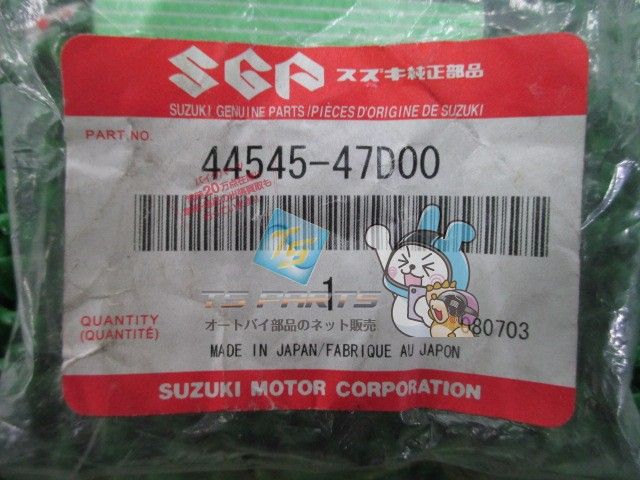 SGP スズキ純正部品
SUZUKI GENUINE PARTS/PIÈCES D'ORIGINE DE SUZUKI
PART NO.
44545-47D00
TS
TS PARTS
オートバイ部品のネット販売
1
QUANTITY
(QUANTITÉ)
080703
MADE IN JAPAN/FABRIQUE AU JAPON
SUZUKI MOTOR CORPORATION